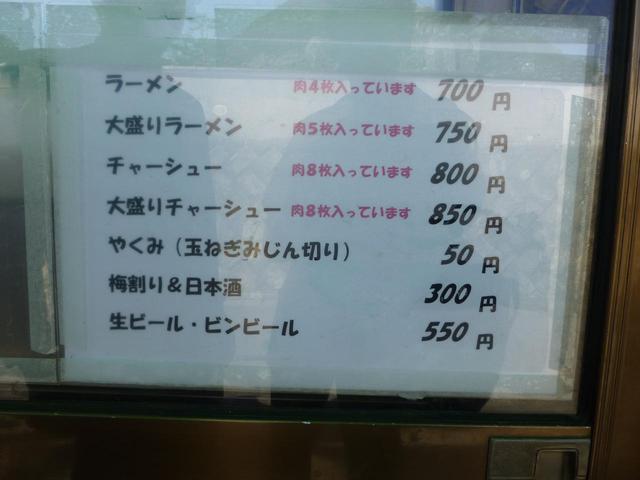 ラーメン 肉4枚入っています 700円
大盛りラーメン 肉5枚入っています 750円
チャーシュー 肉8枚入っています 800円
大盛りチャーシュー 肉8枚入っています 850円
やくみ（玉ねぎみじん切り） 50円
梅割り＆日本酒 300円
生ビール・ビンビール 550円